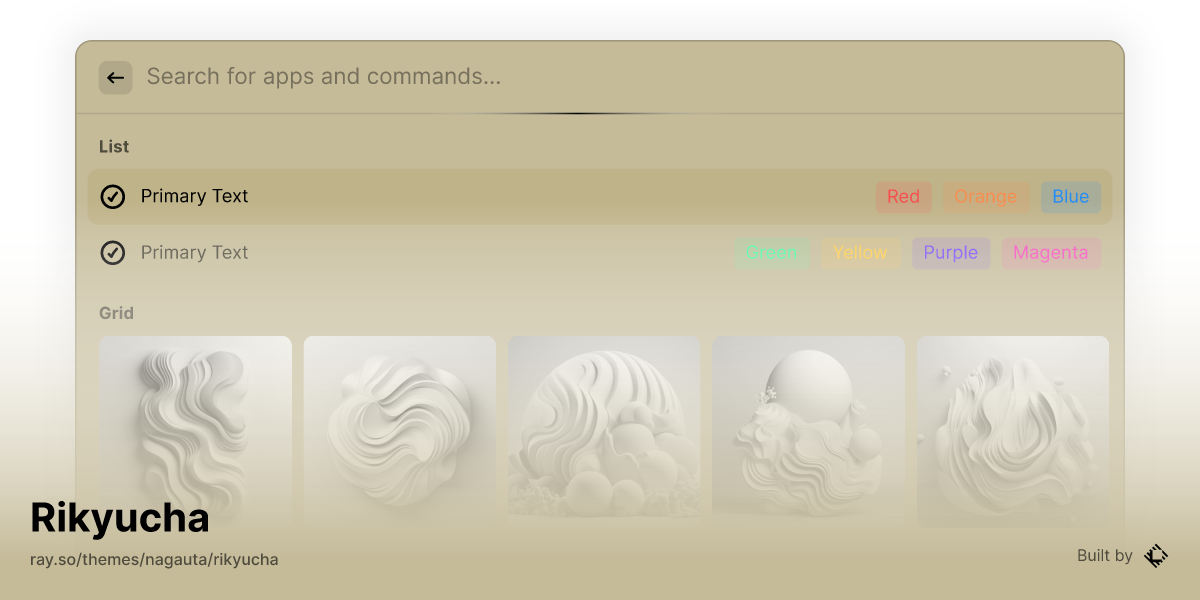 Search for apps and commands...
List
Primary Text Red Orange Blue
Primary Text Green Yellow Purple Magenta
Grid
Rikyucha
ray.so/themes/nagauta/rikyucha
Built by